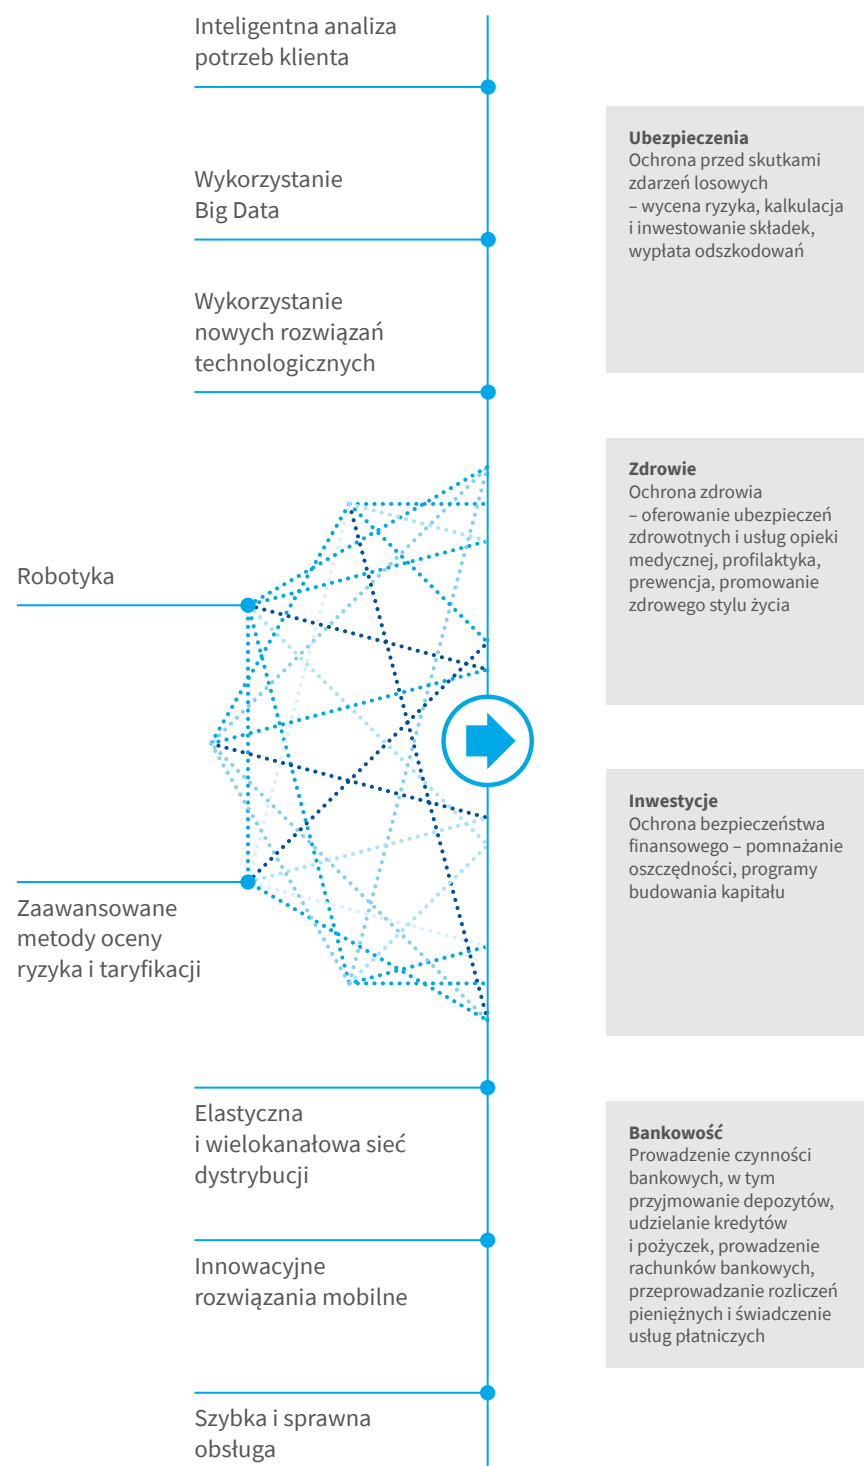 Inteligentna analiza
potrzeb klienta
Wykorzystanie
Big Data
Wykorzystanie
nowych rozwiązań
technologicznych
Robotyka
Zaawansowane
metody oceny
ryzyka i taryfikacji
Elastyczna
i wielokanałowa sieć
dystrybucji
Innowacyjne
rozwiązania mobilne
Szybka i sprawna
obsługa
Ubezpieczenia
Ochrona przed skutkami
zdarzeń losowych
– wycena ryzyka, kalkulacja
i inwestowanie składek,
wypłata odszkodowań
Zdrowie
Ochrona zdrowia
– oferowanie ubezpieczeń
zdrowotnych i usług opieki
medycznej, profilaktyka,
prewencja, promowanie
zdrowego stylu życia
Inwestycje
Ochrona bezpieczeństwa
finansowego – pomnażanie
oszczędności, programy
budowania kapitału
Bankowość
Prowadzenie czynności
bankowych, w tym
przyjmowanie depozytów,
udzielanie kredytów
i pożyczek, prowadzenie
rachunków bankowych,
przeprowadzanie rozliczeń
pieniężnych i świadczenie
usług płatniczych